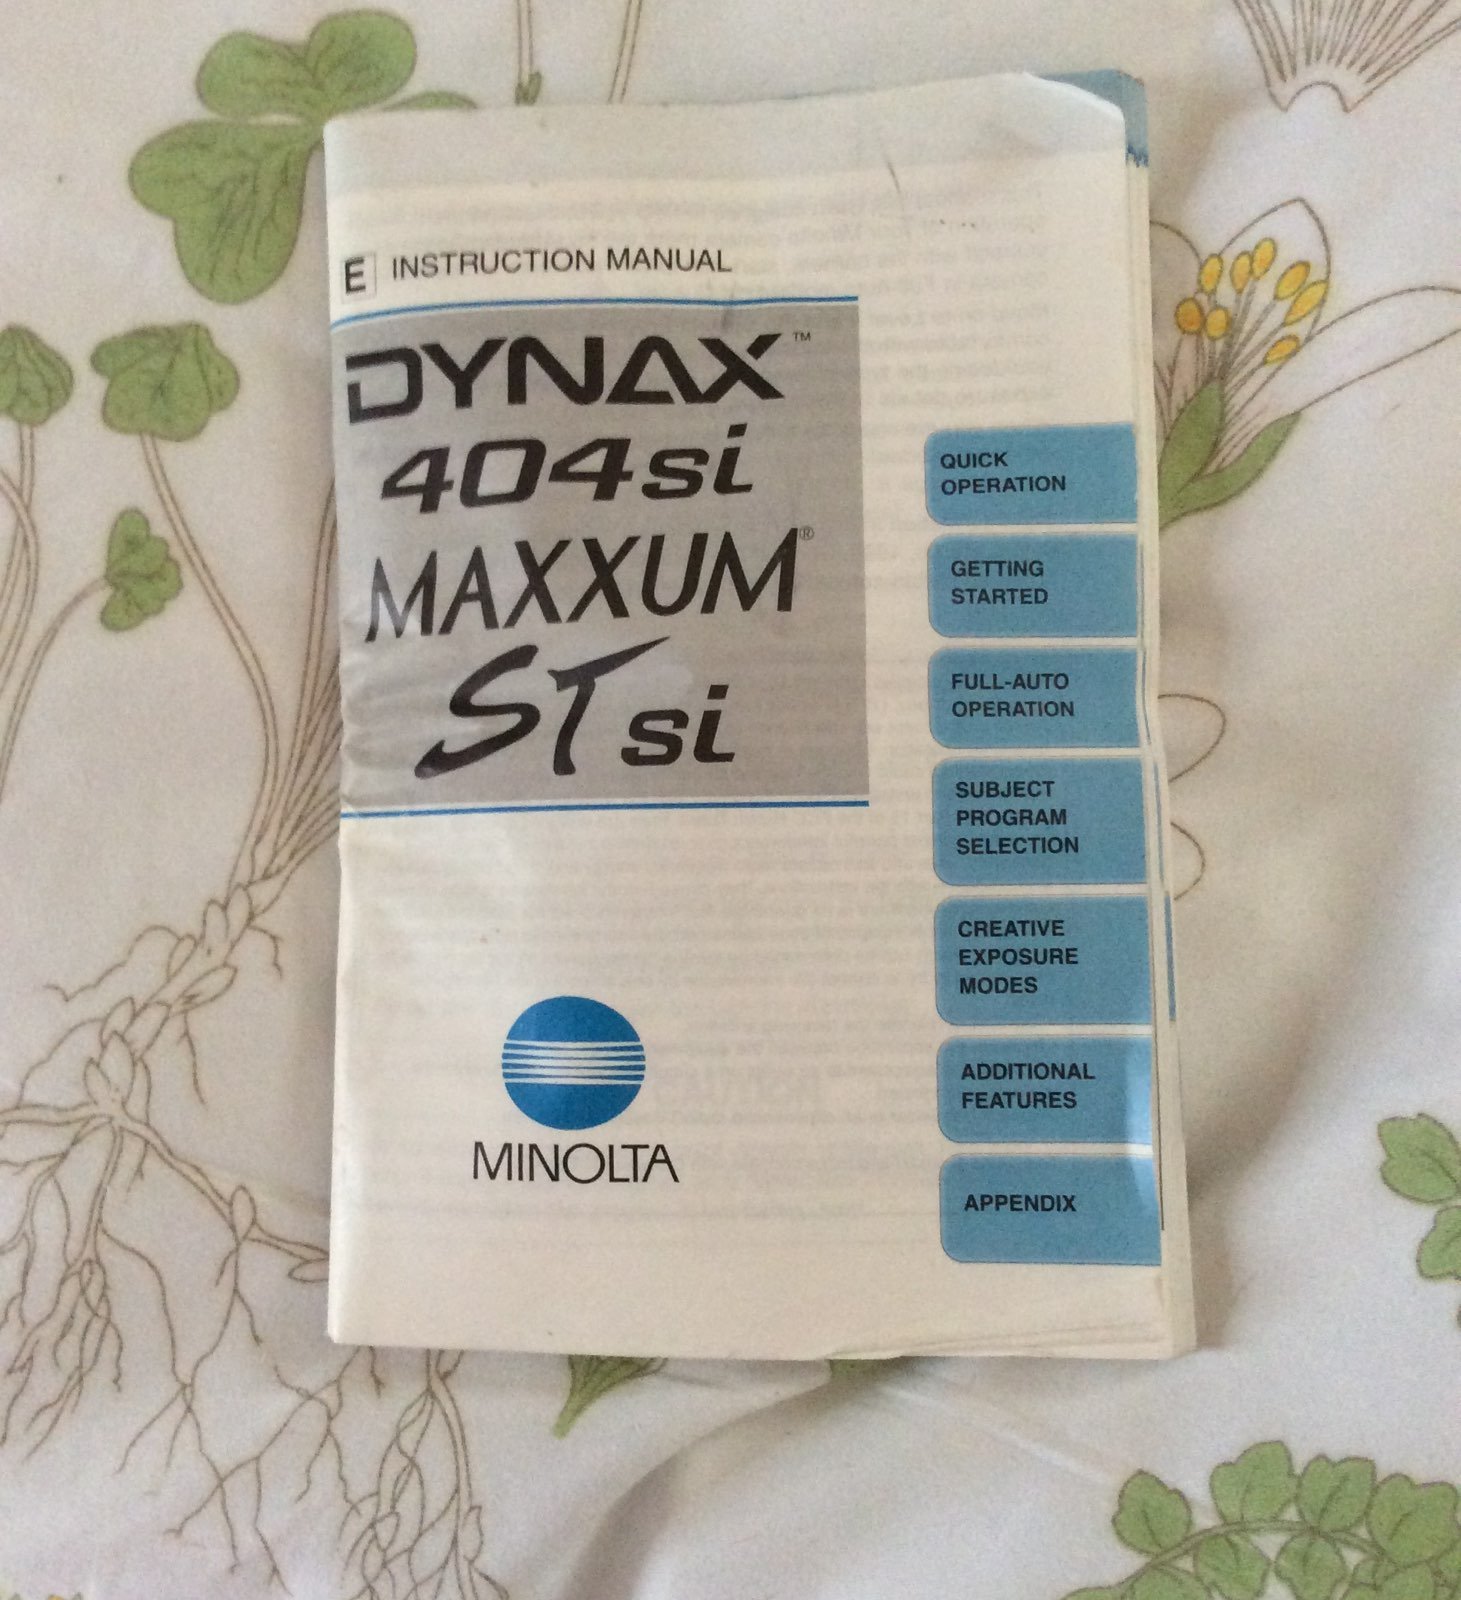 E INSTRUCTION MANUAL
DYNAX™
404si
MAXXUM®
STsi
QUICK
OPERATION
GETTING
STARTED
FULL-AUTO
OPERATION
SUBJECT
PROGRAM
SELECTION
CREATIVE
EXPOSURE
MODES
ADDITIONAL
FEATURES
APPENDIX
MINOLTA